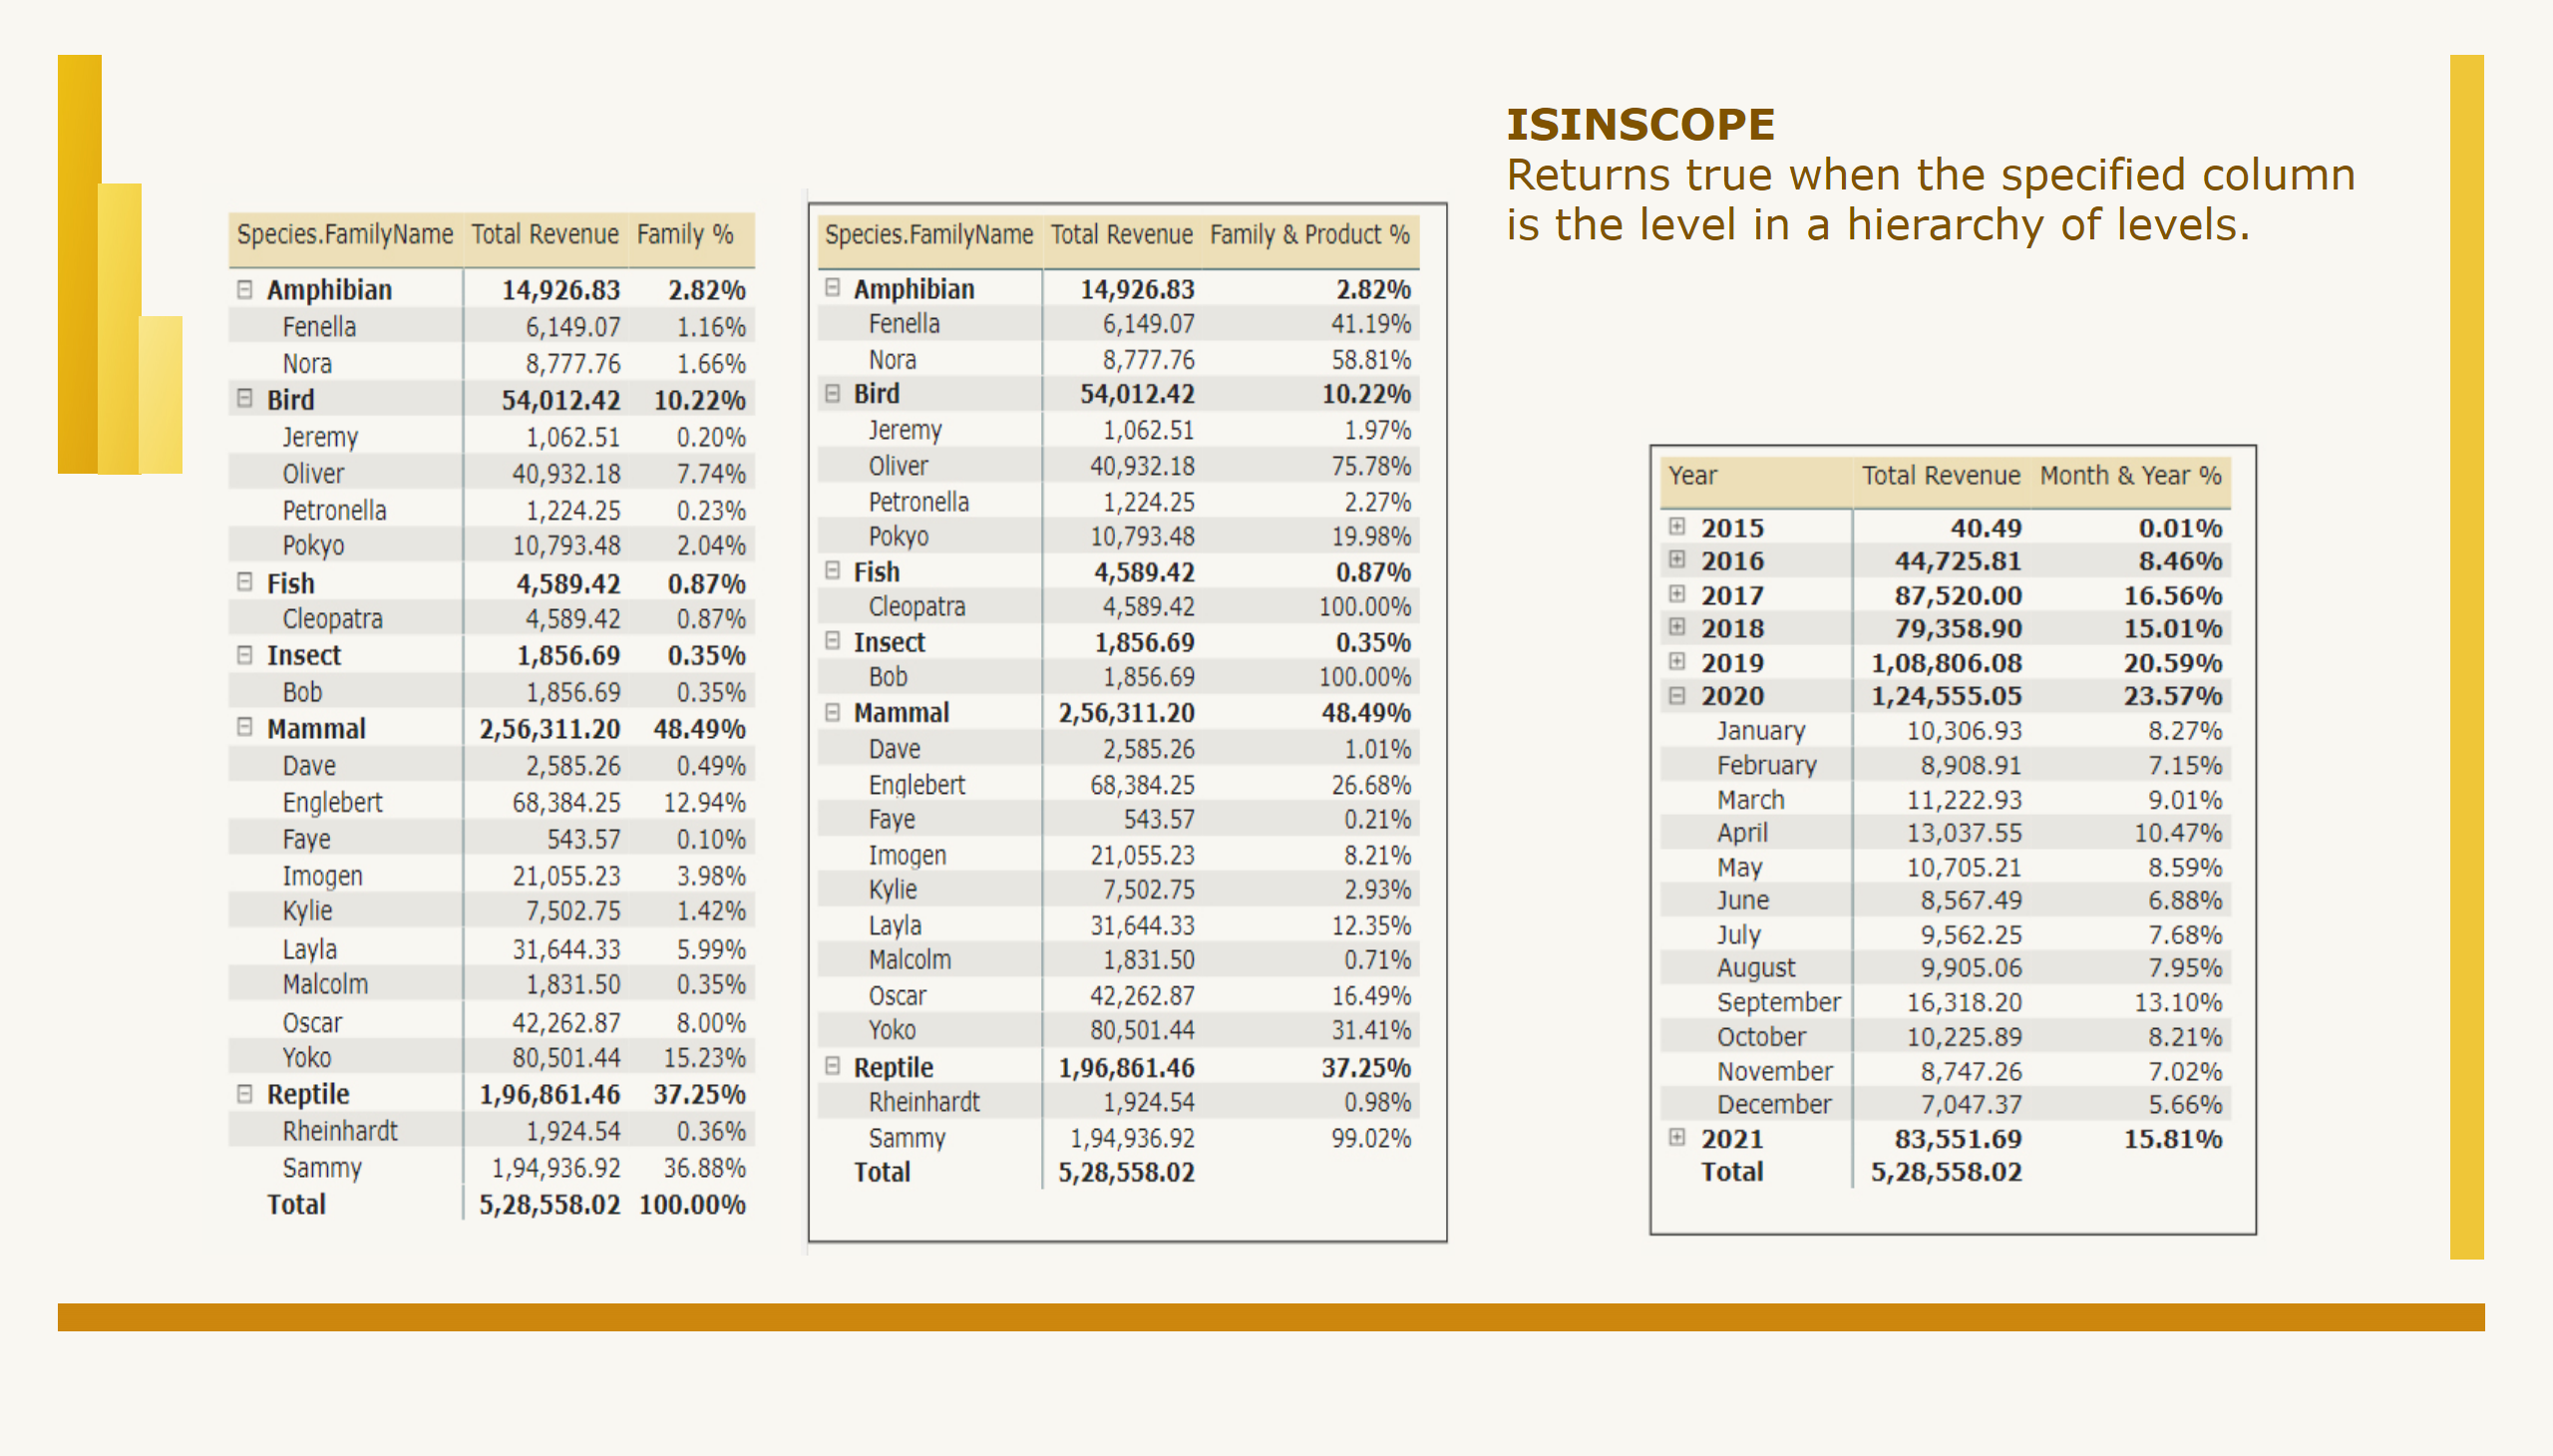 ISINSCOPE
Returns true when the specified column
is the level in a hierarchy of levels.
Species.FamilyName Total Revenue Family %
Amphibian 14,926.83 2.82%
Fenella 6,149.07 1.16%
Nora 8,777.76 1.66%
Bird 54,012.42 10.22%
Jeremy 1,062.51 0.20%
Oliver 40,932.18 7.74%
Petronella 1,224.25 0.23%
Pokyo 10,793.48 2.04%
Fish 4,589.42 0.87%
Cleopatra 4,589.42 0.87%
Insect 1,856.69 0.35%
Bob 1,856.69 0.35%
Mammal 2,56,311.20 48.49%
Dave 2,585.26 0.49%
Englebert 68,384.25 12.94%
Faye 543.57 0.10%
Imogen 21,055.23 3.98%
Kylie 7,502.75 1.42%
Layla 31,644.33 5.99%
Malcolm 1,831.50 0.35%
Oscar 42,262.87 8.00%
Yoko 80,501.44 15.23%
Reptile 1,96,861.46 37.25%
Rheinhardt 1,924.54 0.36%
Sammy 1,94,936.92 36.88%
Total 5,28,558.02 100.00%
Species.FamilyName Total Revenue Family & Product %
Amphibian 14,926.83 2.82%
Fenella 6,149.07 41.19%
Nora 8,777.76 58.81%
Bird 54,012.42 10.22%
Jeremy 1,062.51 1.97%
Oliver 40,932.18 75.78%
Petronella 1,224.25 2.27%
Pokyo 10,793.48 19.98%
Fish 4,589.42 0.87%
Cleopatra 4,589.42 100.00%
Insect 1,856.69 0.35%
Bob 1,856.69 100.00%
Mammal 2,56,311.20 48.49%
Dave 2,585.26 1.01%
Englebert 68,384.25 26.68%
Faye 543.57 0.21%
Imogen 21,055.23 8.21%
Kylie 7,502.75 2.93%
Layla 31,644.33 12.35%
Malcolm 1,831.50 0.71%
Oscar 42,262.87 16.49%
Yoko 80,501.44 31.41%
Reptile 1,96,861.46 37.25%
Rheinhardt 1,924.54 0.98%
Sammy 1,94,936.92 99.02%
Total 5,28,558.02
Year Total Revenue Month & Year %
2015 40.49 0.01%
2016 44,725.81 8.46%
2017 87,520.00 16.56%
2018 79,358.90 15.01%
2019 1,08,806.08 20.59%
2020 1,24,555.05 23.57%
January 10,306.93 8.27%
February 8,908.91 7.15%
March 11,222.93 9.01%
April 13,037.55 10.47%
May 10,705.21 8.59%
June 8,567.49 6.88%
July 9,562.25 7.68%
August 9,905.06 7.95%
September 16,318.20 13.10%
October 10,225.89 8.21%
November 8,747.26 7.02%
December 7,047.37 5.66%
2021 83,551.69 15.81%
Total 5,28,558.02